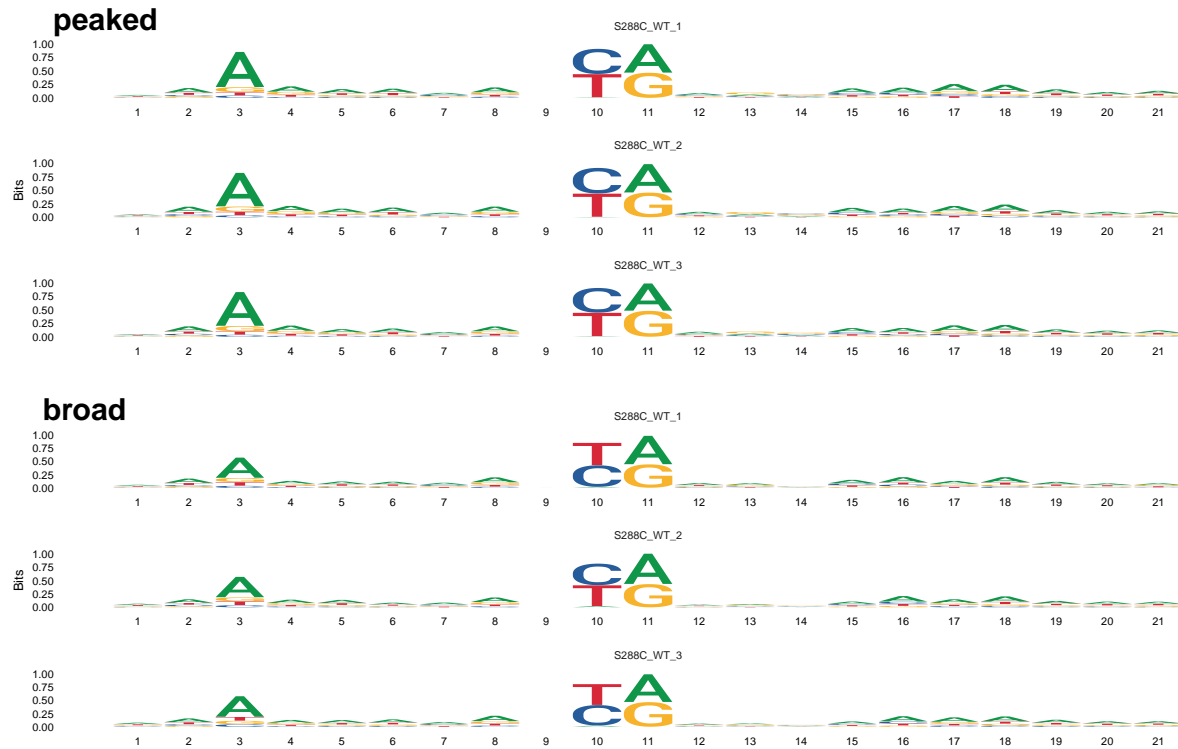 peaked
S288C_WT_1
1.00
0.75
0.50
0.25
0.00
A
C A
T G
1 2 3 4 5 6 7 8 9 10 11 12 13 14 15 16 17 18 19 20 21
S288C_WT_2
Bits
1.00
0.75
0.50
0.25
0.00
A
C A
T G
1 2 3 4 5 6 7 8 9 10 11 12 13 14 15 16 17 18 19 20 21
S288C_WT_3
1.00
0.75
0.50
0.25
0.00
A
C A
T G
1 2 3 4 5 6 7 8 9 10 11 12 13 14 15 16 17 18 19 20 21
broad
S288C_WT_1
1.00
0.75
0.50
0.25
0.00
A
T A
C G
1 2 3 4 5 6 7 8 9 10 11 12 13 14 15 16 17 18 19 20 21
S288C_WT_2
Bits
1.00
0.75
0.50
0.25
0.00
A
C A
T G
1 2 3 4 5 6 7 8 9 10 11 12 13 14 15 16 17 18 19 20 21
S288C_WT_3
1.00
0.75
0.50
0.25
0.00
A
T A
C G
1 2 3 4 5 6 7 8 9 10 11 12 13 14 15 16 17 18 19 20 21